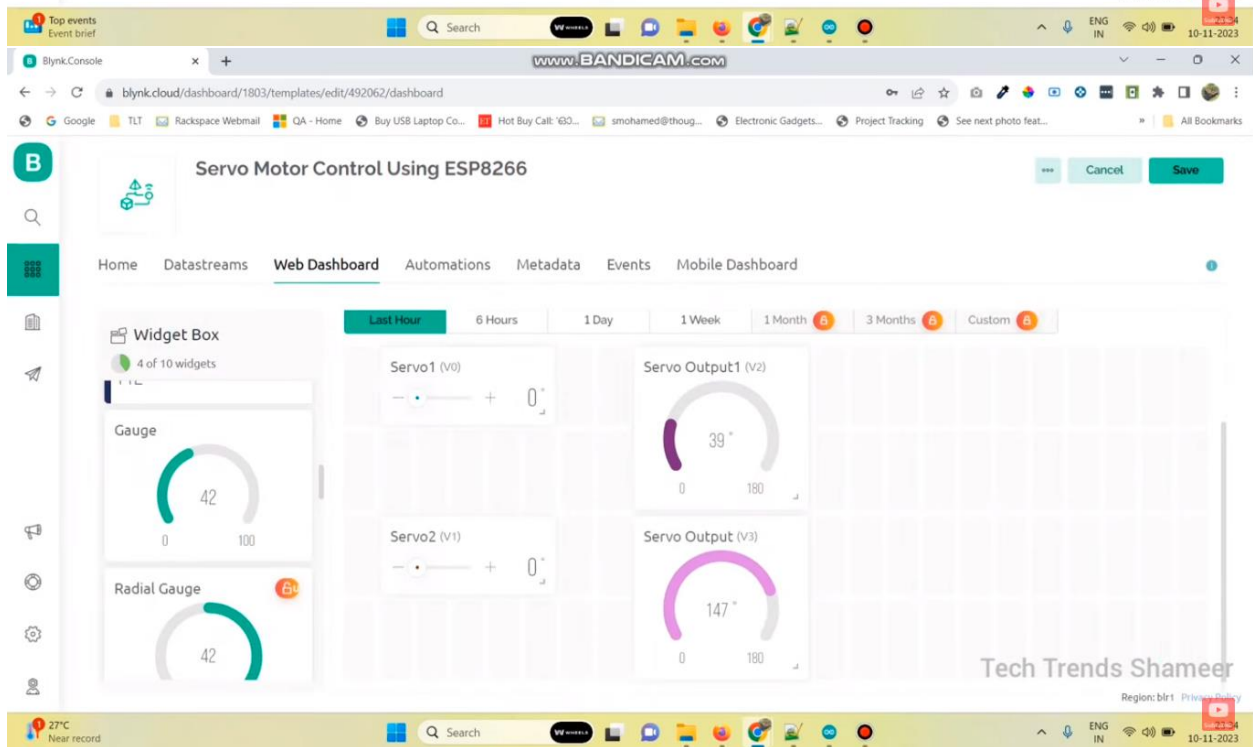 Top events
Event brief
Search
ENG
IN
10-11-2023
Blynk.Console
www.BANDICAM.com
blynk.cloud/dashboard/1803/templates/edit/492062/dashboard
Google TLT Rackspace Webmail QA - Home Buy USB Laptop Co... Hot Buy Call: smohamed@thoug... Electronic Gadgets... Project Tracking See next photo feat... » All Bookmarks
B
Servo Motor Control Using ESP8266
Cancel
Save
Home Datastreams Web Dashboard Automations Metadata Events Mobile Dashboard
Widget Box
4 of 10 widgets
Last Hour 6 Hours 1 Day 1 Week 1 Month 3 Months Custom
Servo1 (V0)
− + 0°
Servo Output1 (V2)
39 °
0 180
Gauge
42
0 100
Servo2 (V1)
− + 0°
Servo Output (V3)
147 °
0 180
Radial Gauge
42
Tech Trends Shameer
Region: blr1 Privacy Policy
27°C
Near record
Search
ENG
IN
10-11-2023